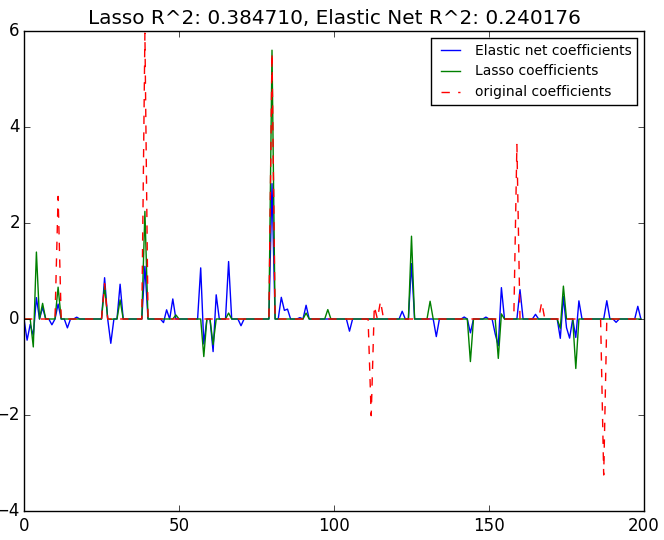 Lasso R^2: 0.384710, Elastic Net R^2: 0.240176
6
4
2
0
−2
−4
Elastic net coefficients
Lasso coefficients
original coefficients
0
50
100
150
200